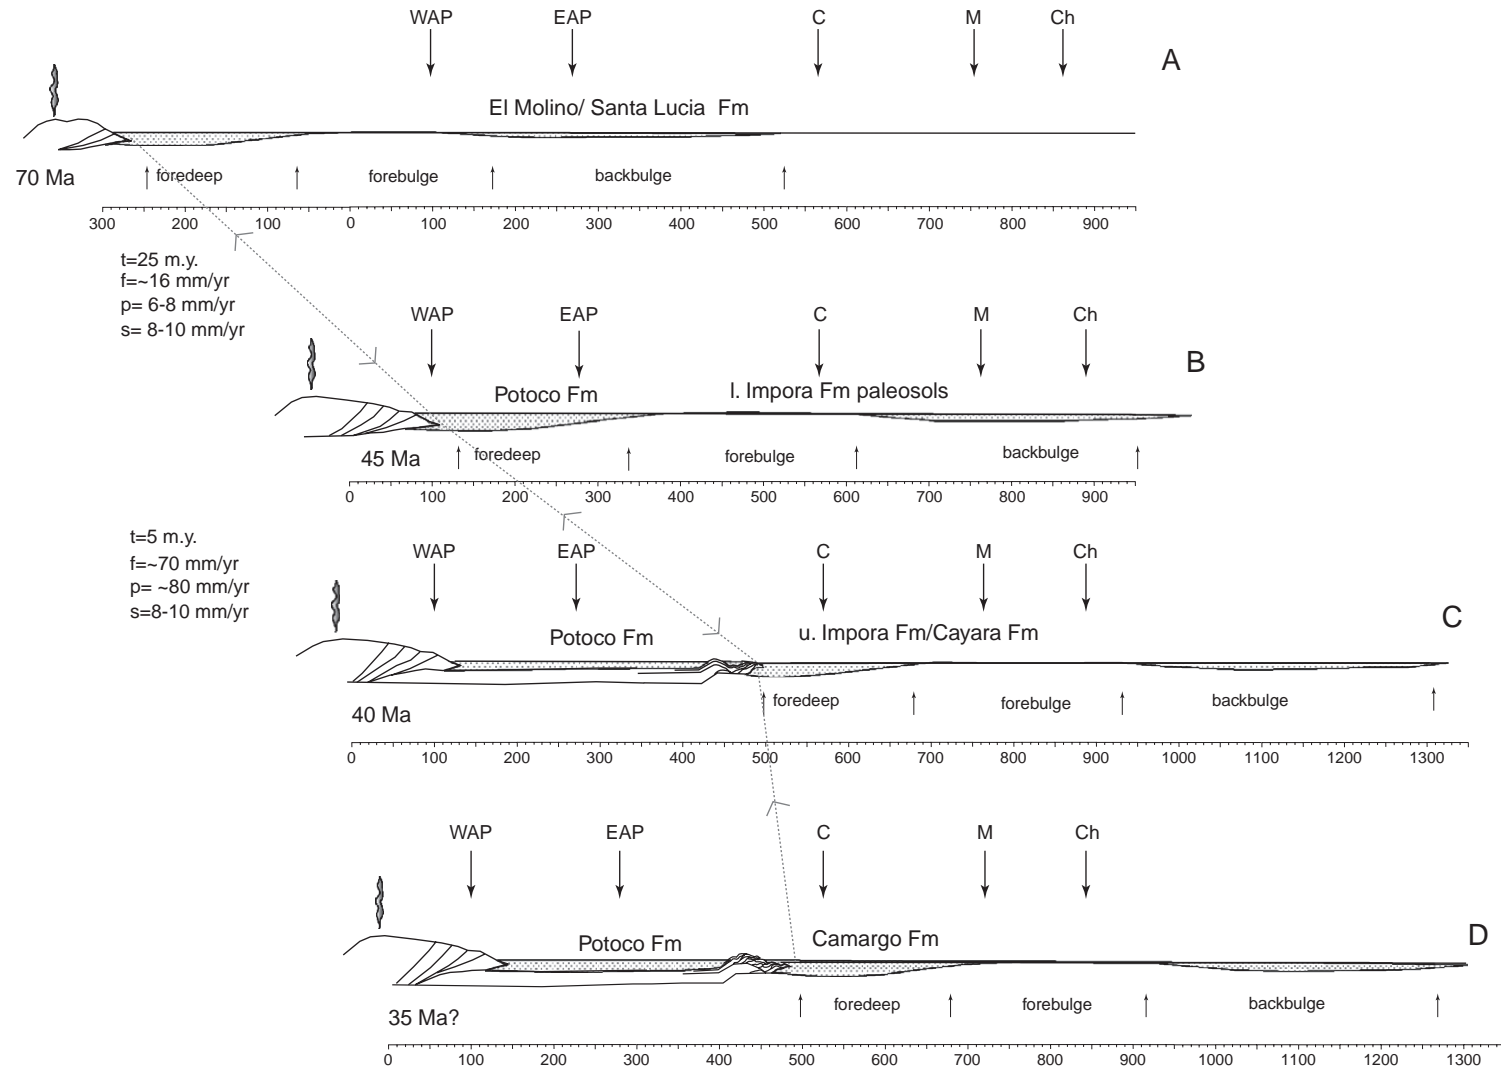 WAP EAP C M Ch
A
El Molino/ Santa Lucia Fm
70 Ma foredeep forebulge backbulge
300 200 100 0 100 200 300 400 500 600 700 800 900
t=25 m.y.
f=~16 mm/yr
p= 6-8 mm/yr
s= 8-10 mm/yr
WAP EAP C M Ch
B
Potoco Fm l. Impora Fm paleosols
45 Ma foredeep forebulge backbulge
0 100 200 300 400 500 600 700 800 900
t=5 m.y.
f=~70 mm/yr
p= ~80 mm/yr
s=8-10 mm/yr
WAP EAP C M Ch
C
Potoco Fm u. Impora Fm/Cayara Fm
40 Ma foredeep forebulge backbulge
0 100 200 300 400 500 600 700 800 900 1000 1100 1200 1300
WAP EAP C M Ch
D
Potoco Fm Camargo Fm
35 Ma? foredeep forebulge backbulge
0 100 200 300 400 500 600 700 800 900 1000 1100 1200 1300